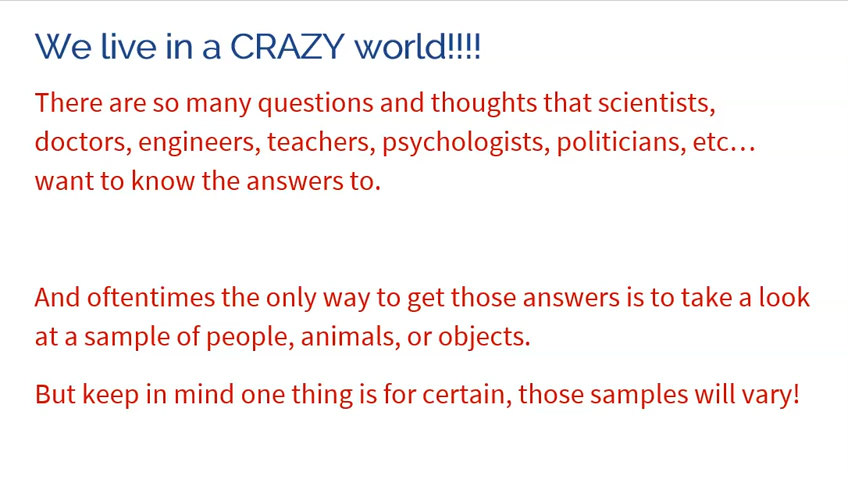 We live in a CRAZY world!!!!
There are so many questions and thoughts that scientists,
doctors, engineers, teachers, psychologists, politicians, etc…
want to know the answers to.
And oftentimes the only way to get those answers is to take a look
at a sample of people, animals, or objects.
But keep in mind one thing is for certain, those samples will vary!